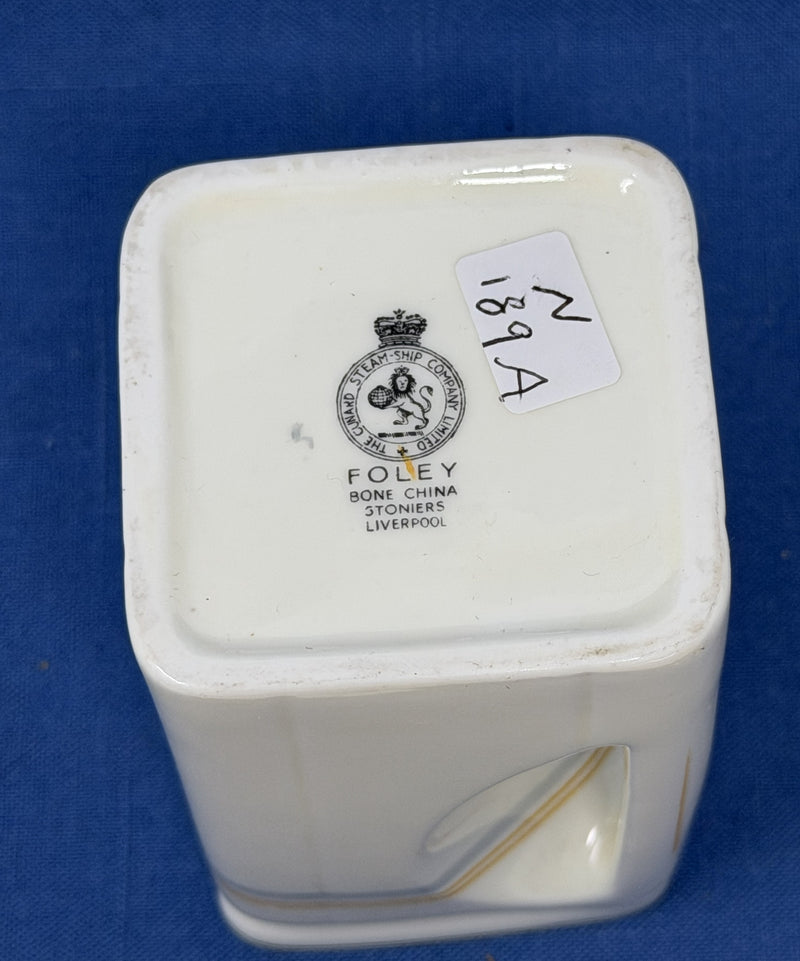 THE CUNARD STEAM-SHIP COMPANY LIMITED
FOLEY
BONE CHINA
STONIERS
LIVERPOOL
N
189A